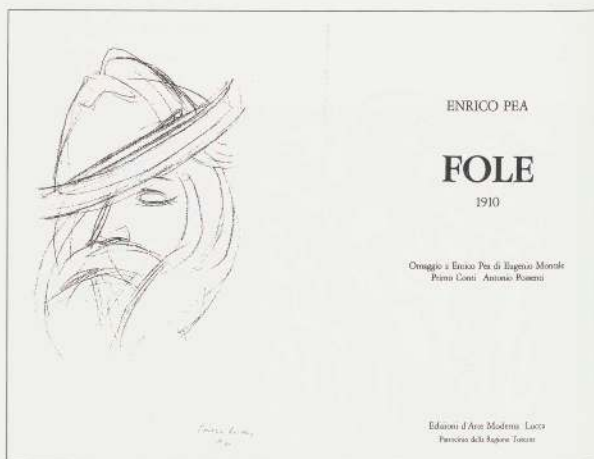 ENRICO PEA
FOLE
1910
Omaggio a Enrico Pea di Eugenio Montale
Primo Conti Antonio Possenti
Edizioni d'Arte Moderna Lucca
Patrocinio della Regione Toscana